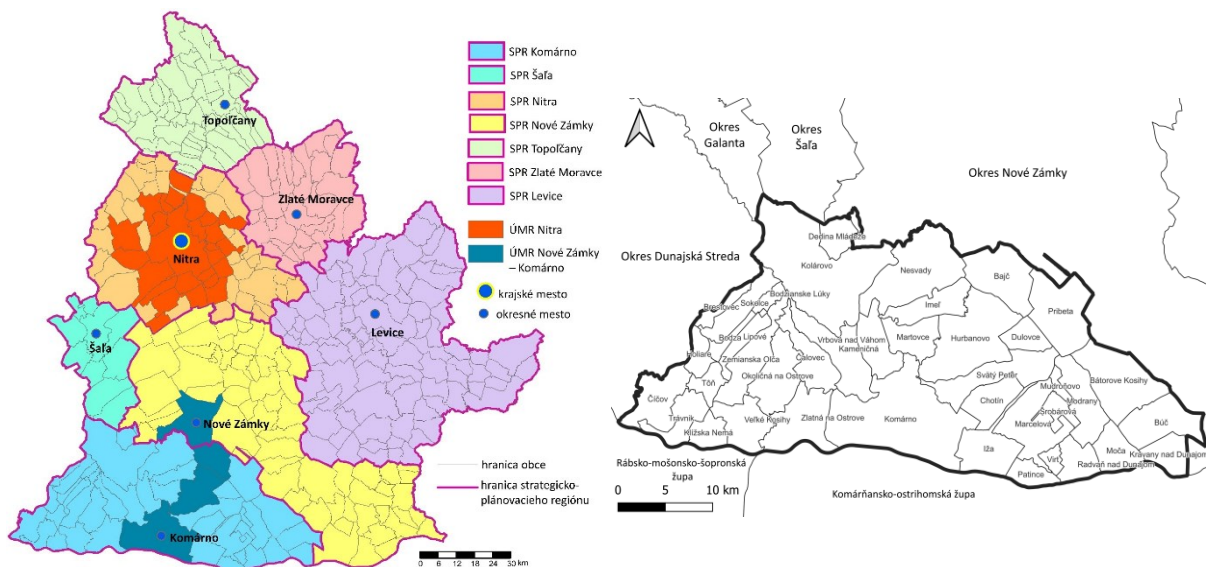 SPR Komárno
SPR Šaľa
SPR Nitra
SPR Nové Zámky
SPR Topoľčany
SPR Zlaté Moravce
SPR Levice
ÚMR Nitra
ÚMR Nové Zámky
– Komárno
krajské mesto
okresné mesto
Topoľčany
Zlaté Moravce
Nitra
Levice
Šaľa
Nové Zámky
Komárno
hranica obce
hranica strategicko-
plánovacieho regiónu
0 6 12 18 24 30 km
Okres
Galanta
Okres
Šaľa
Okres Nové Zámky
Okres Dunajská Streda
Dedina Mládeže
Kolárovo
Nesvady
Bajč
Bodzianske Lúky
Brestovec
Sokolce
Imeľ
Pribeta
Bodza
Lipové
Vrbová nad Váhom
Kameničná
Martovce
Hurbanovo
Dulovce
Holiare
Zemianska Olča
Čalovec
Tôň
Okoličná na Ostrove
Svätý Peter
Mudroňovo
Bátorove Kosihy
Číčov
Chotín
Modrany
Trávnik
Veľké Kosihy
Zlatná na Ostrove
Komárno
Šrobárová
Marcelová
Búč
Klížska Nemá
Iža
Virt
Moča
Kravany nad Dunajom
Patince
Radvaň nad Dunajom
Rábsko-mošonsko-šopronská
župa
Komárňansko-ostrihomská župa
0 5 10 km